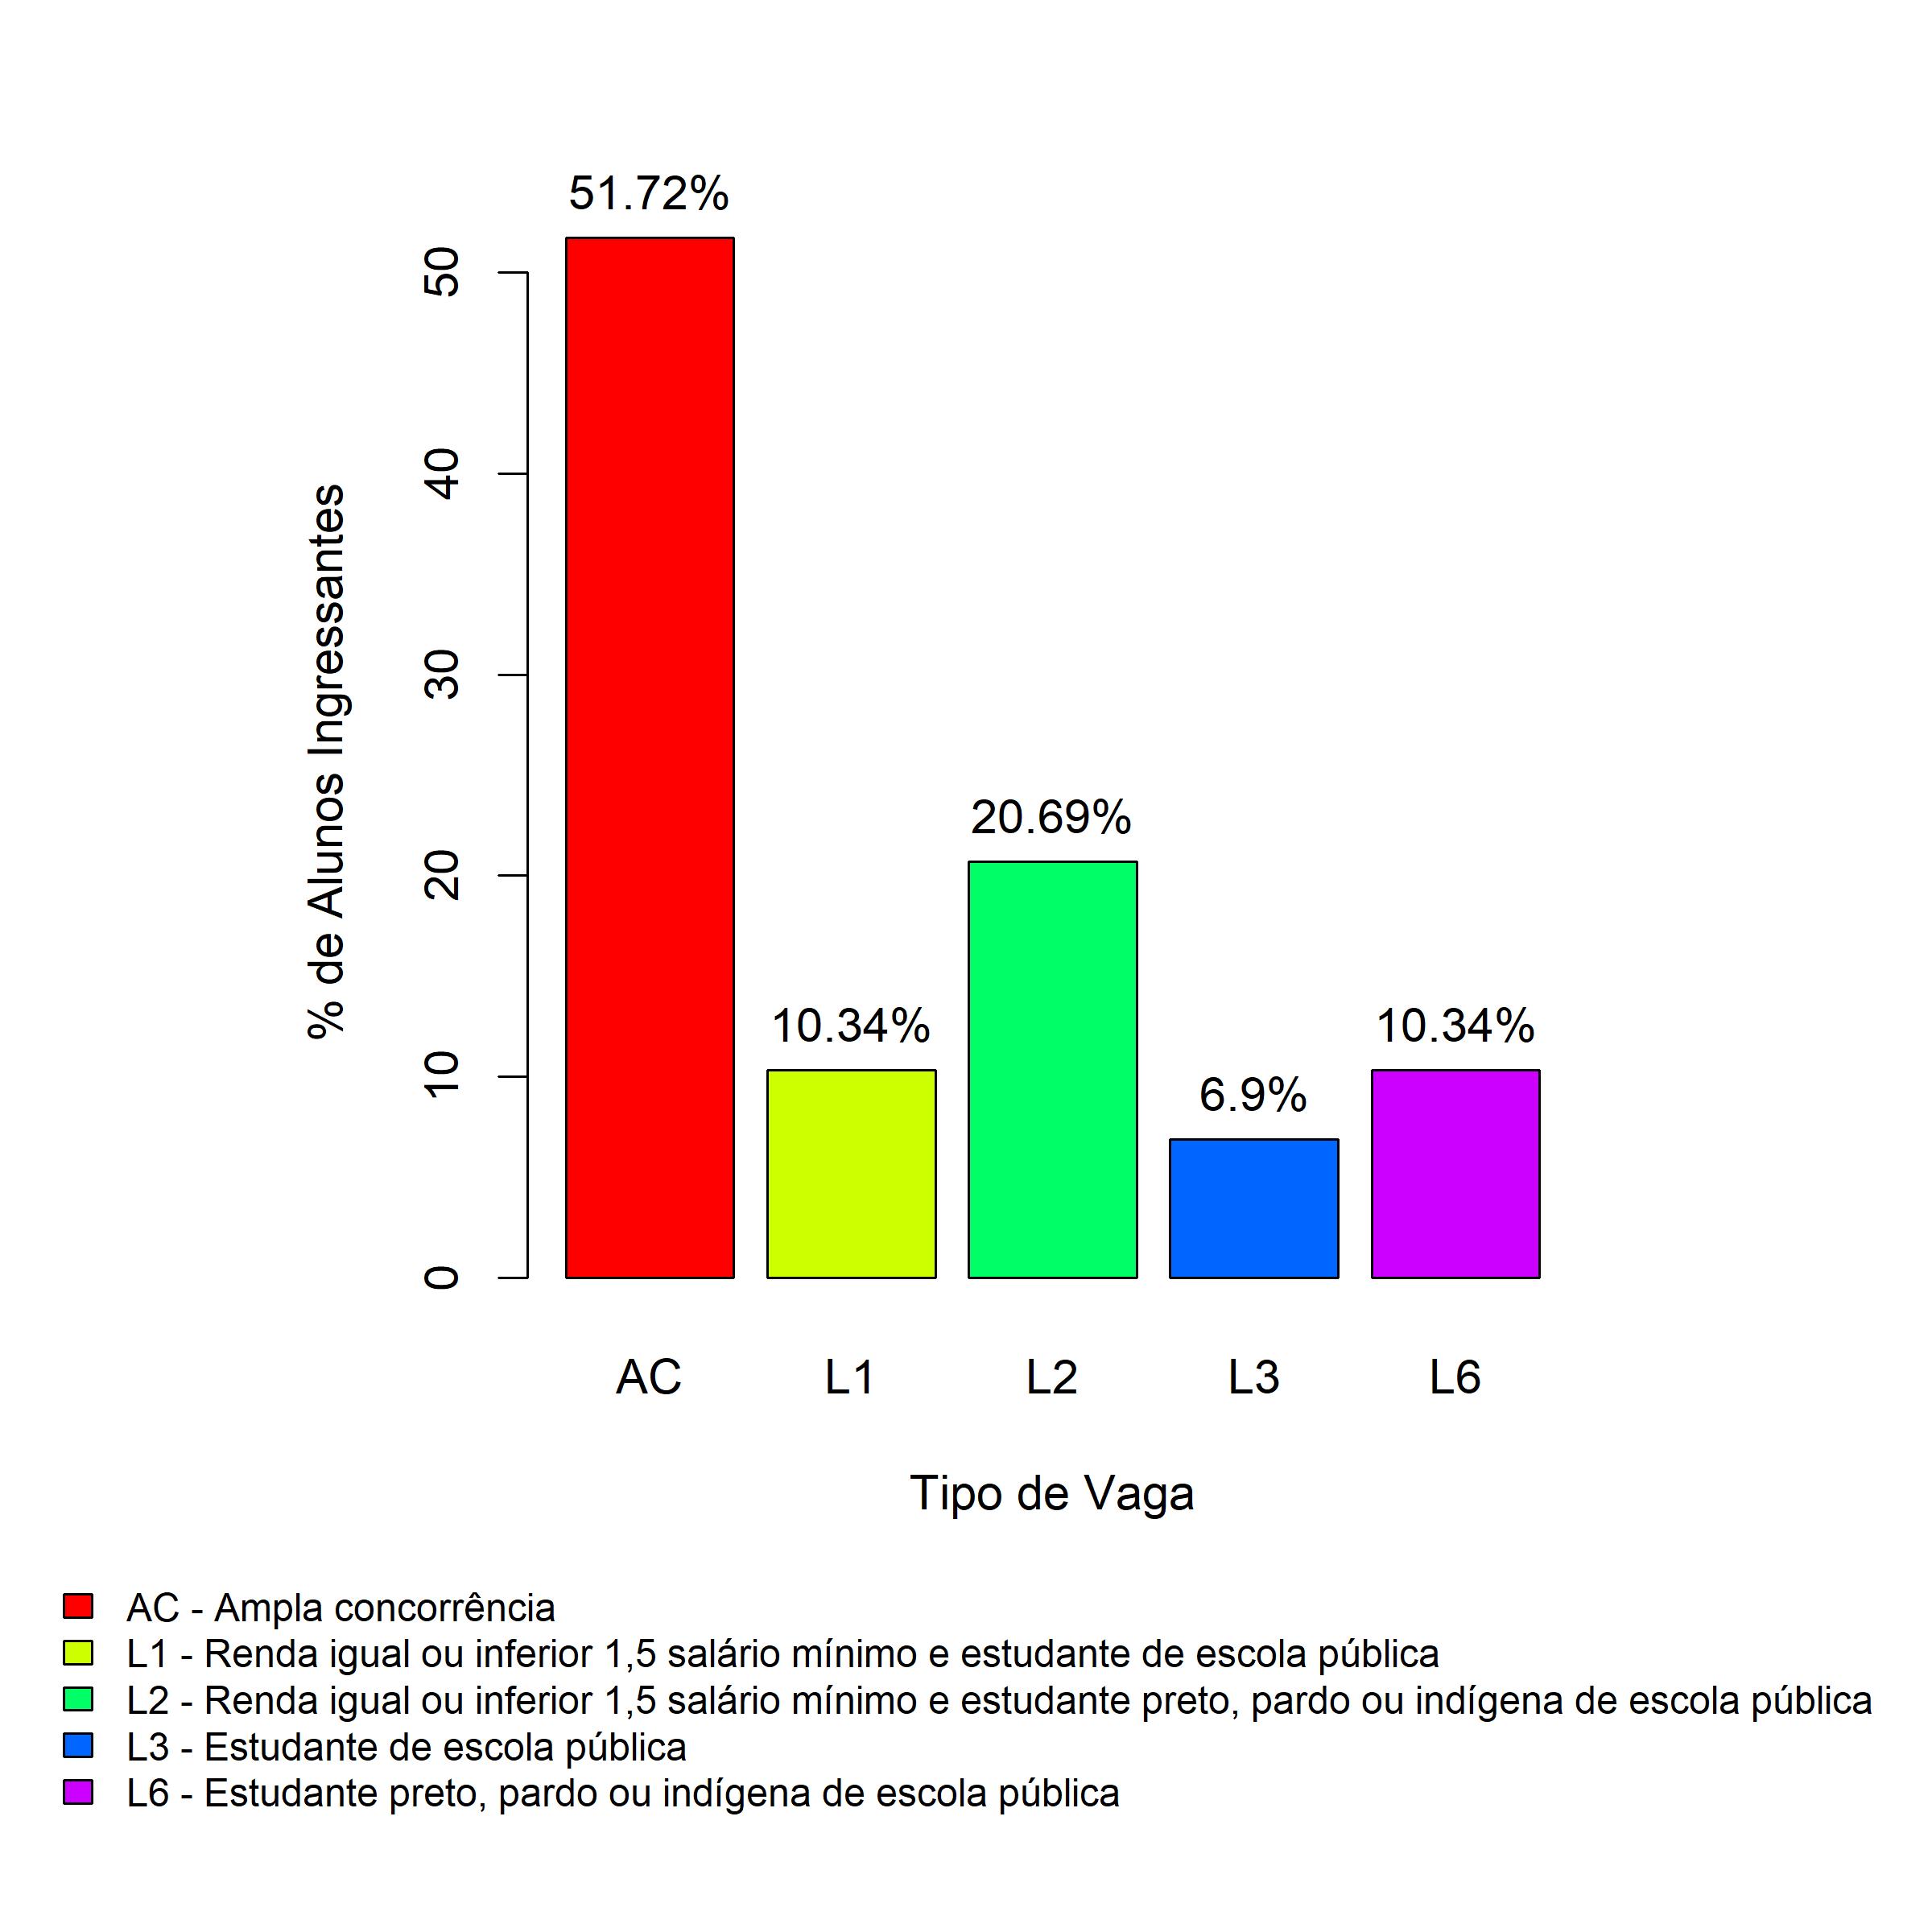 51.72%
50
40
30
20
10
0
% de Alunos Ingressantes
20.69%
10.34%
10.34%
6.9%
AC L1 L2 L3 L6
Tipo de Vaga
AC - Ampla concorrência
L1 - Renda igual ou inferior 1,5 salário mínimo e estudante de escola pública
L2 - Renda igual ou inferior 1,5 salário mínimo e estudante preto, pardo ou indígena de escola pública
L3 - Estudante de escola pública
L6 - Estudante preto, pardo ou indígena de escola pública